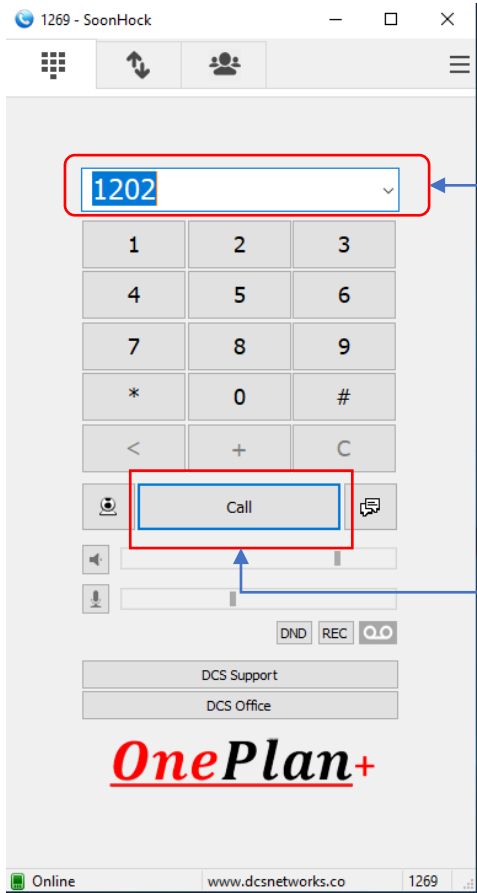 1269 - SoonHock
1202
1 2 3
4 5 6
7 8 9
* 0 #
< + C
Call
DND REC
DCS Support
DCS Office
OnePlan+
Online www.dcsnetworks.co 1269